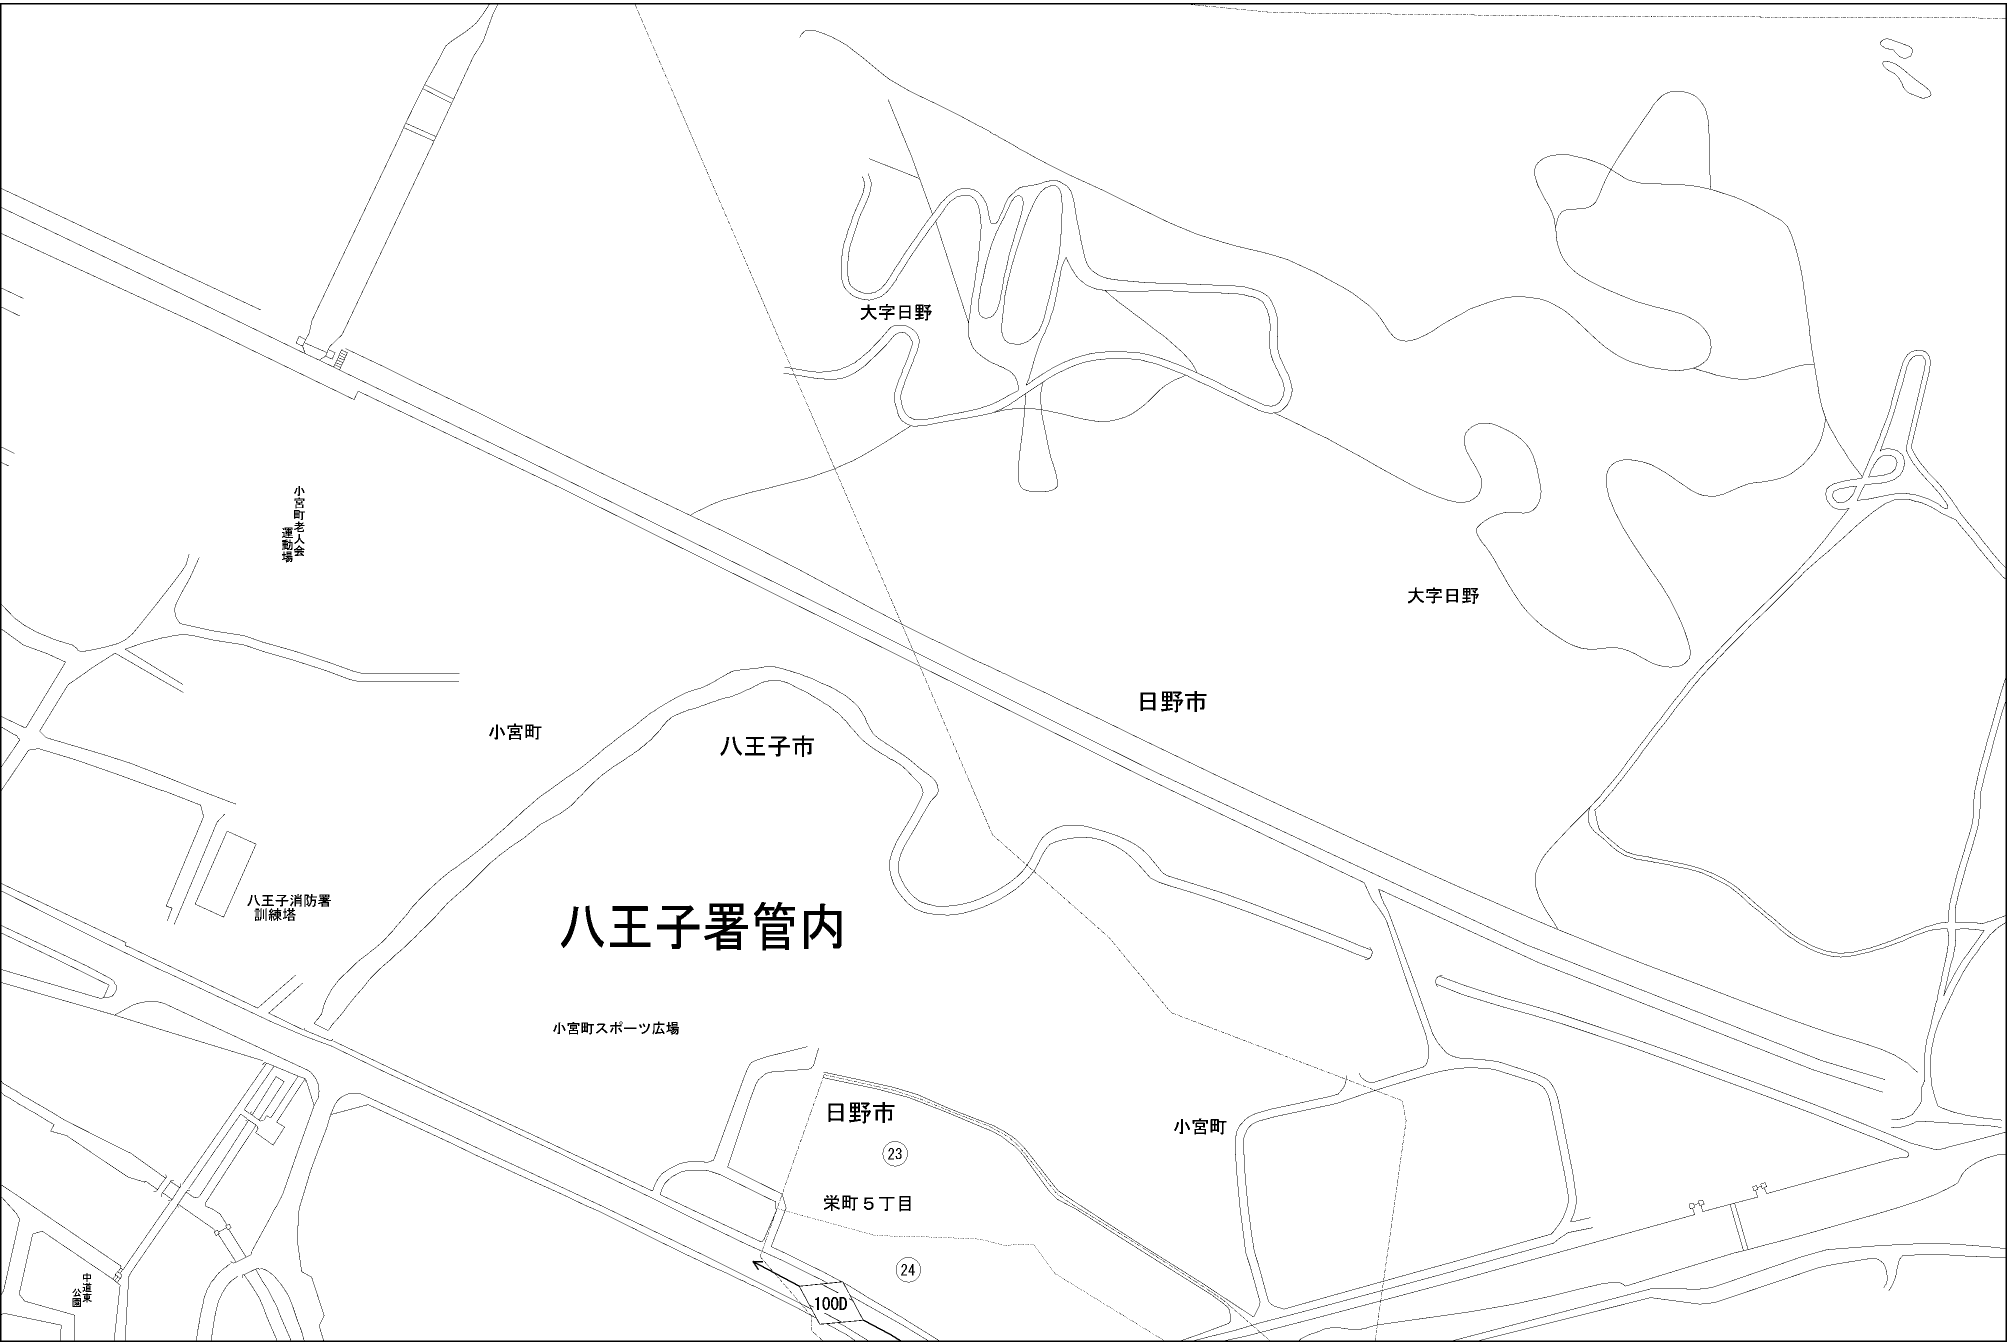 大字日野
小宮町老人会
運動場
大字日野
日野市
小宮町
八王子市
八王子消防署
訓練塔
八王子署管内
小宮町スポーツ広場
日野市
小宮町
23
栄町5丁目
24
中道東
公園
100D